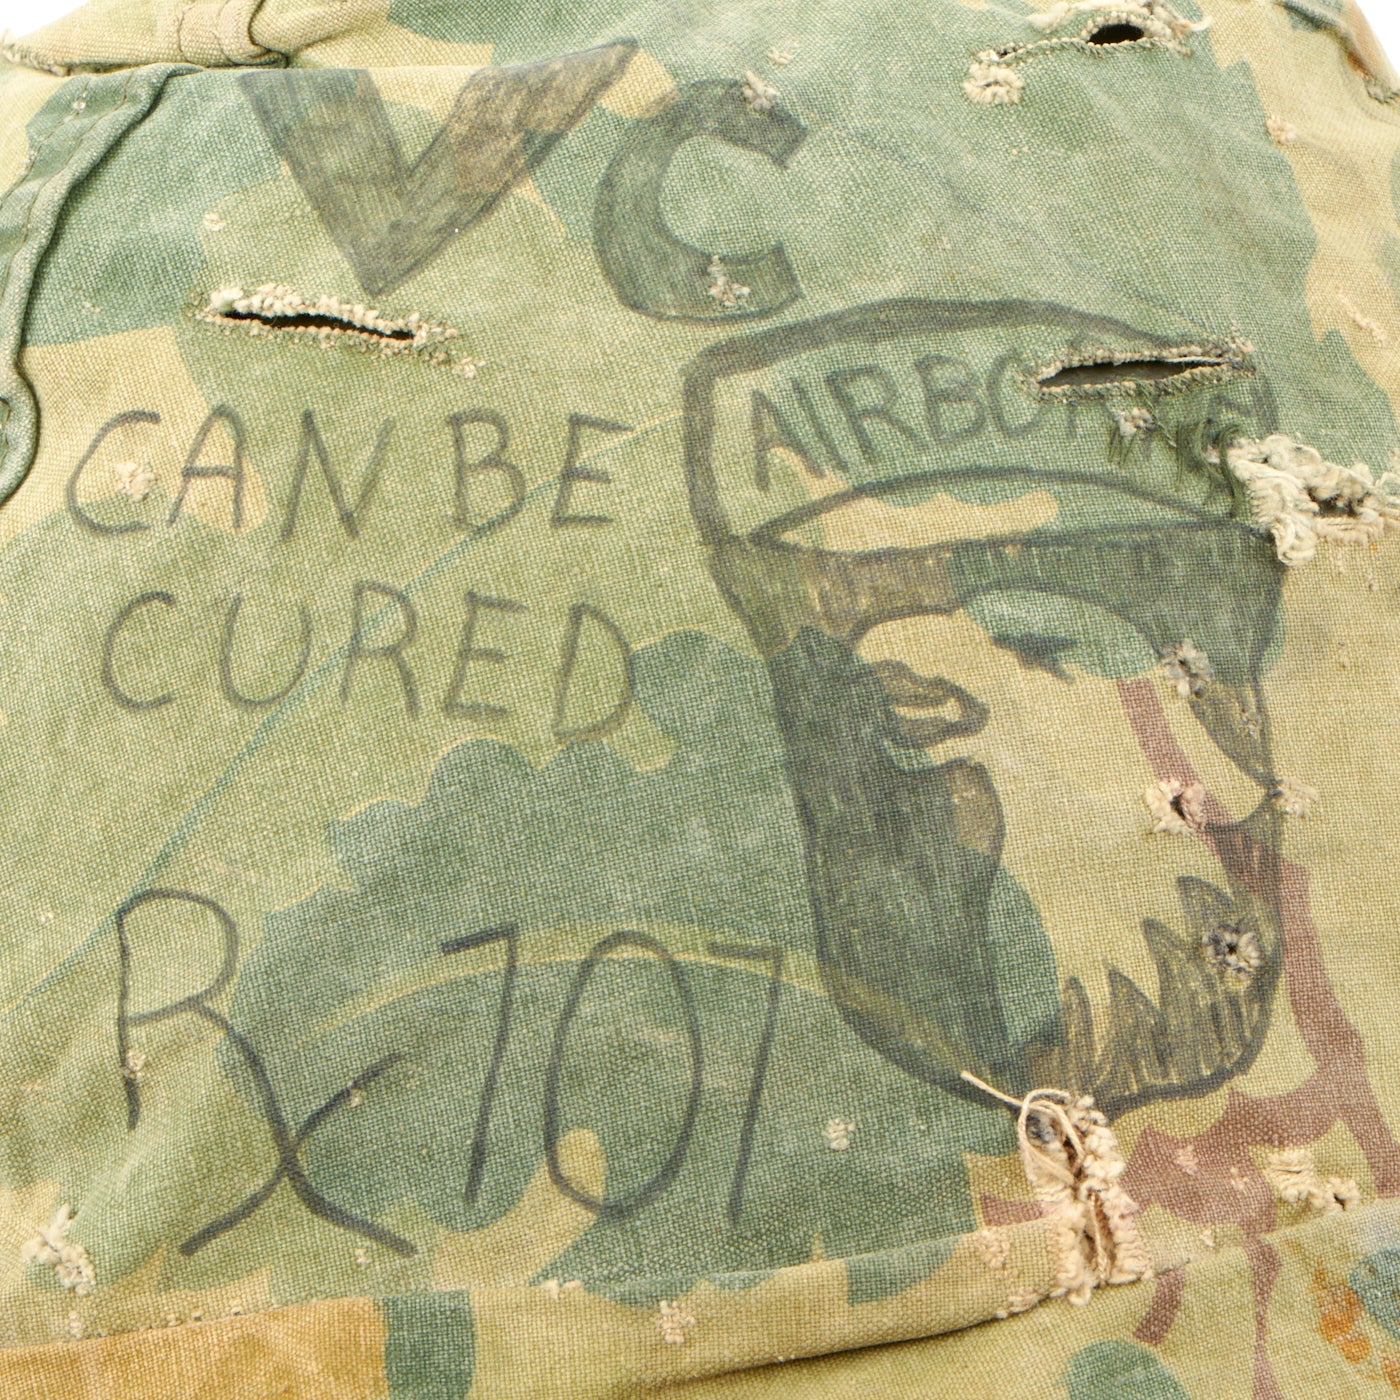 VC
AIRBORNE
CAN BE
CURED
Rx 101